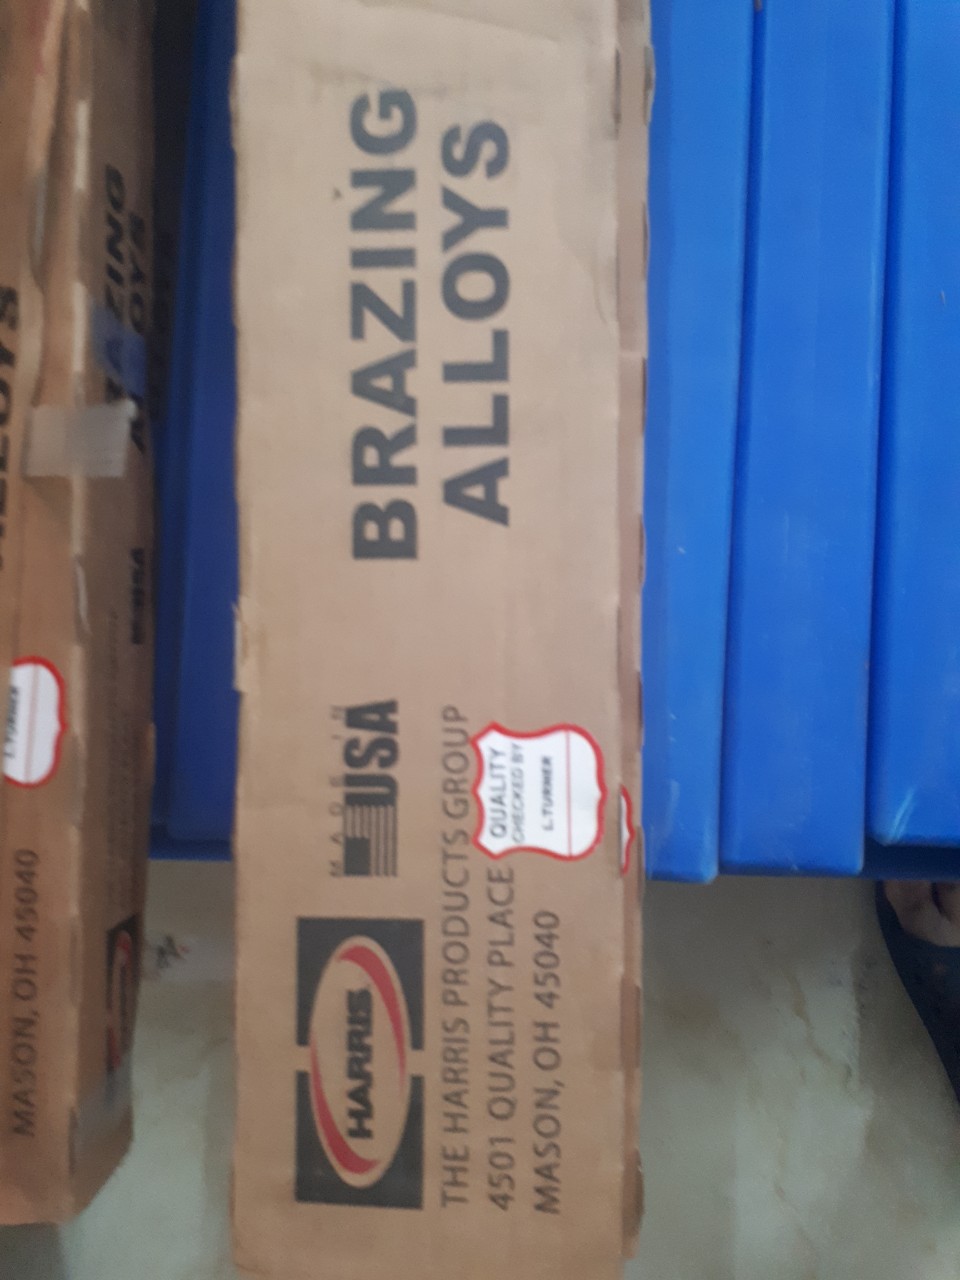 BRAZING
ALLOYS
MADE IN
USA
HARRIS
THE HARRIS PRODUCTS GROUP
4501 QUALITY PLACE
MASON, OH 45040
QUALITY
CHECKED BY
L.TURNER
MASON, OH 45040